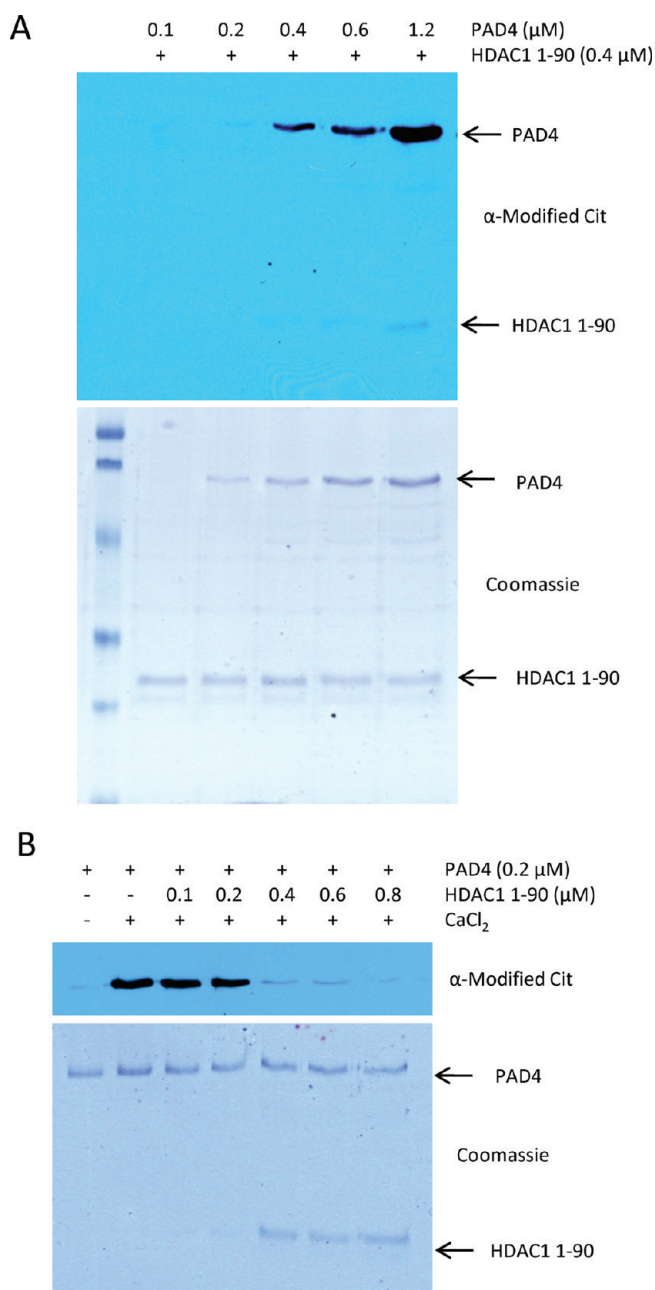 A
0.1 0.2 0.4 0.6 1.2 PAD4 (µM)
+ + + + + HDAC1 1-90 (0.4 µM)
PAD4
α-Modified Cit
HDAC1 1-90
PAD4
Coomassie
HDAC1 1-90
B
+ + + + + + + PAD4 (0.2 µM)
- - 0.1 0.2 0.4 0.6 0.8 HDAC1 1-90 (µM)
- + + + + + + CaCl₂
α-Modified Cit
PAD4
Coomassie
HDAC1 1-90